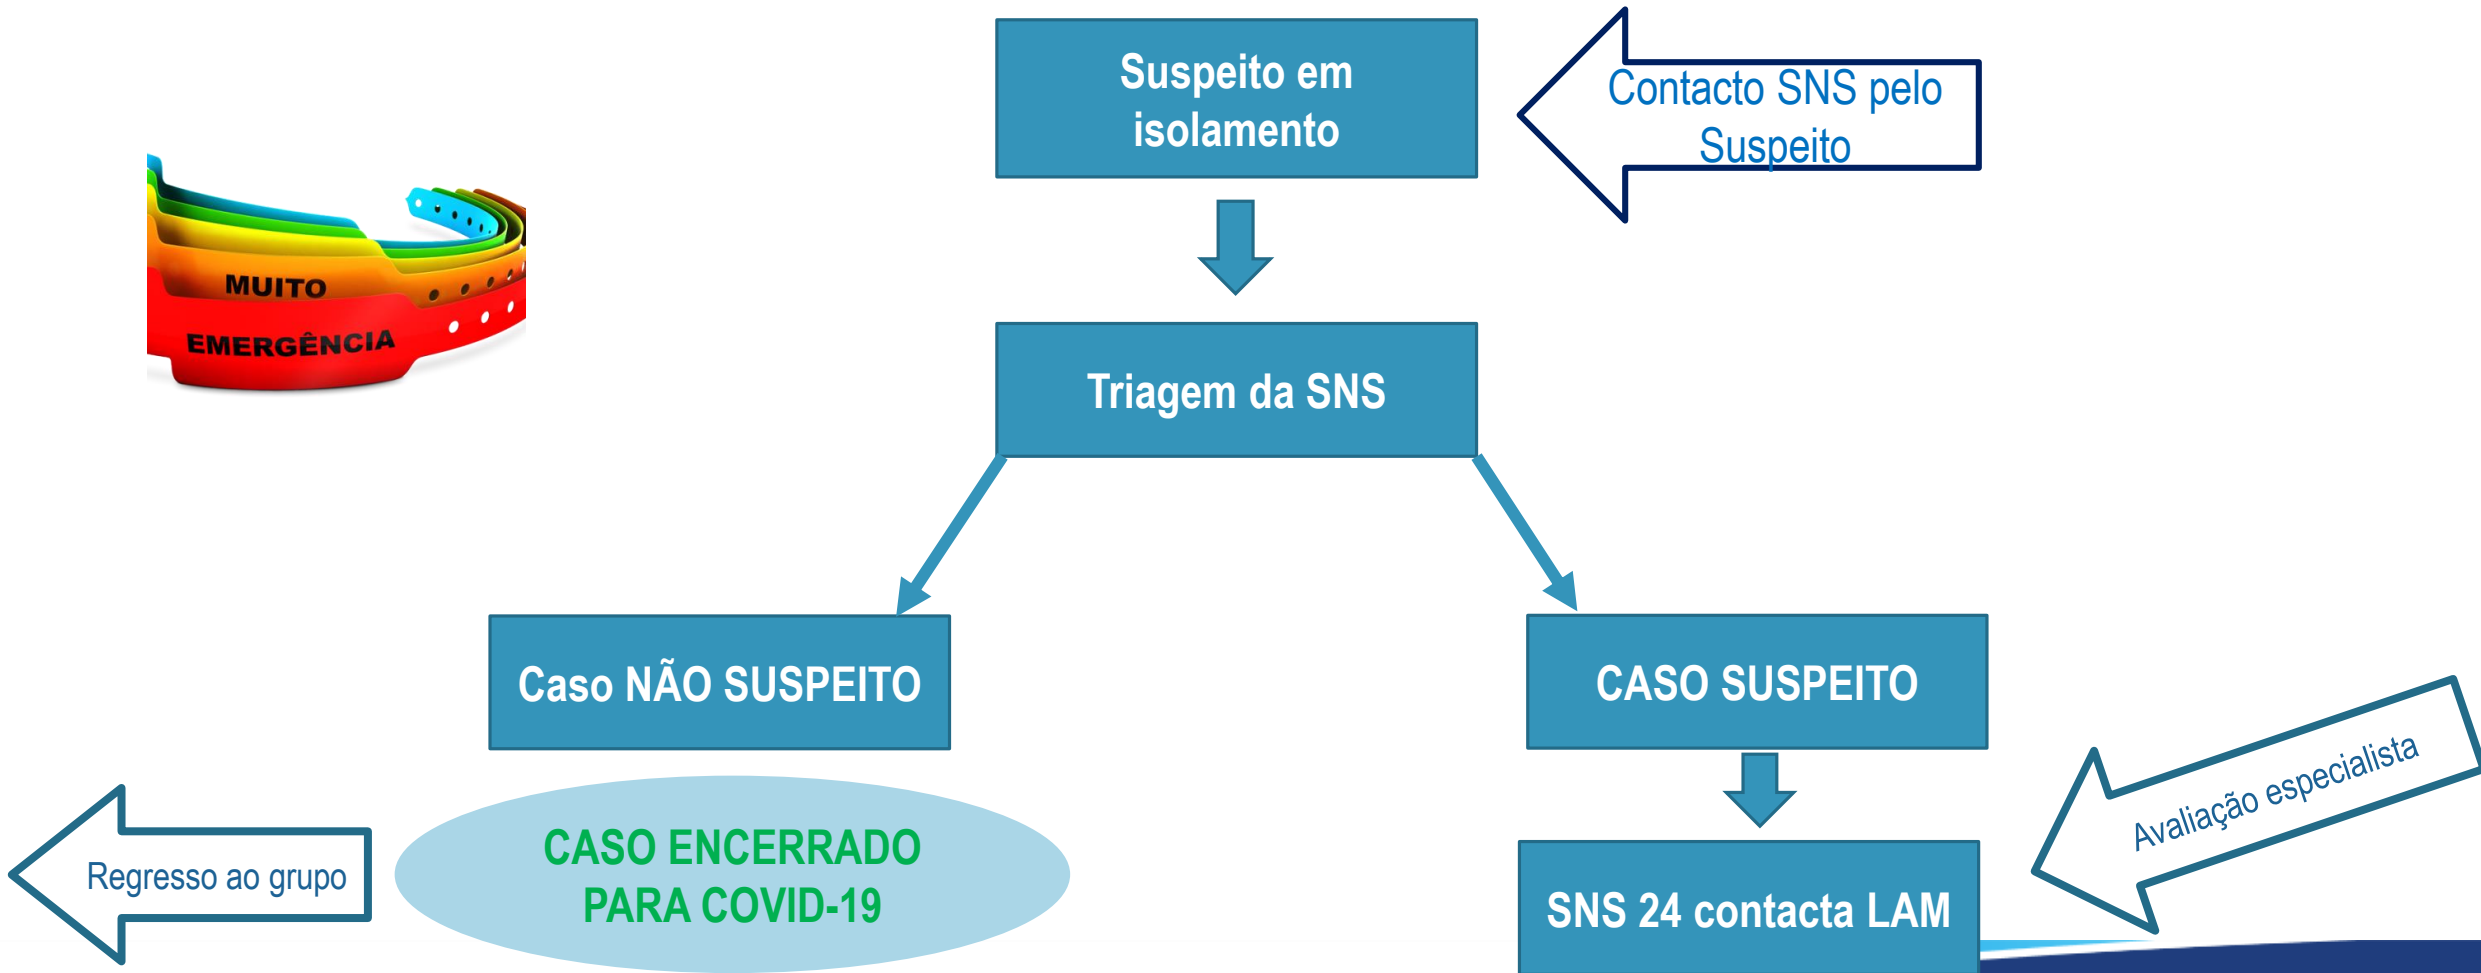 Suspeito em
isolamento
Contacto SNS pelo
Suspeito
MUITO
EMERGÊNCIA
Triagem da SNS
Caso NÃO SUSPEITO
CASO SUSPEITO
Avaliação especialista
CASO ENCERRADO
PARA COVID-19
Regresso ao grupo
SNS 24 contacta LAM